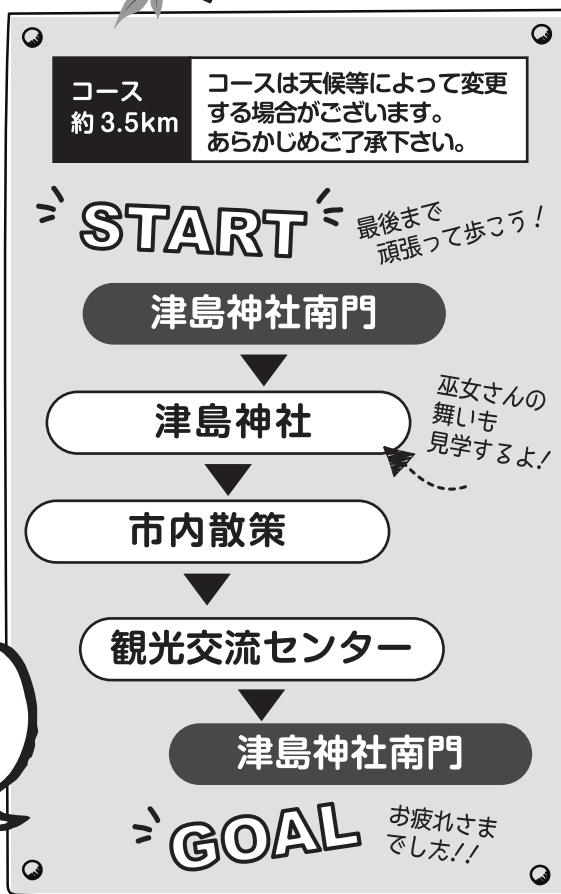 コース
約3.5km
コースは天候等によって変更
する場合がございます。
あらかじめご了承下さい。
START
最後まで
頑張って歩こう!
津島神社南門
津島神社
巫女さんの
舞いも
見学するよ!
市内散策
観光交流センター
津島神社南門
GOAL
お疲れさま
でした!!